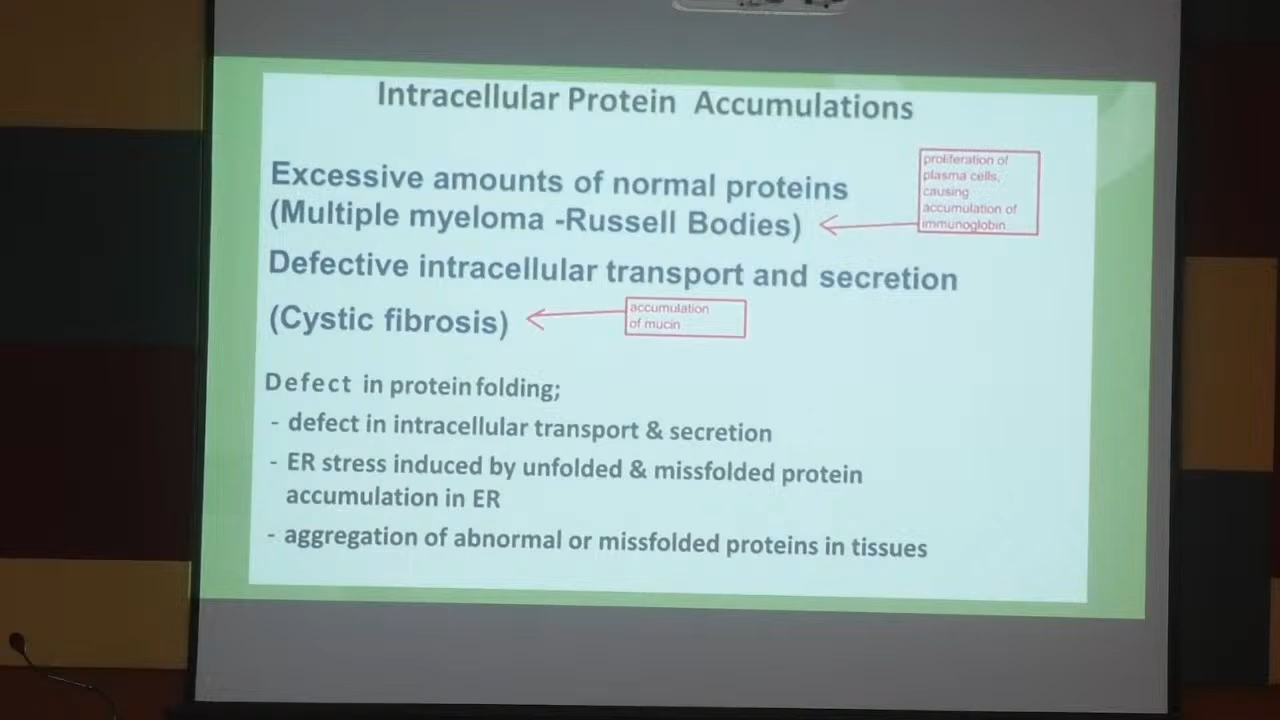 Intracellular Protein Accumulations
Excessive amounts of normal proteins
(Multiple myeloma -Russell Bodies)
proliferation of
plasma cells,
causing
accumulation of
immunoglobin
Defective intracellular transport and secretion
(Cystic fibrosis)
accumulation
of mucin
Defect in protein folding;
- defect in intracellular transport & secretion
- ER stress induced by unfolded & missfolded protein
accumulation in ER
- aggregation of abnormal or missfolded proteins in tissues